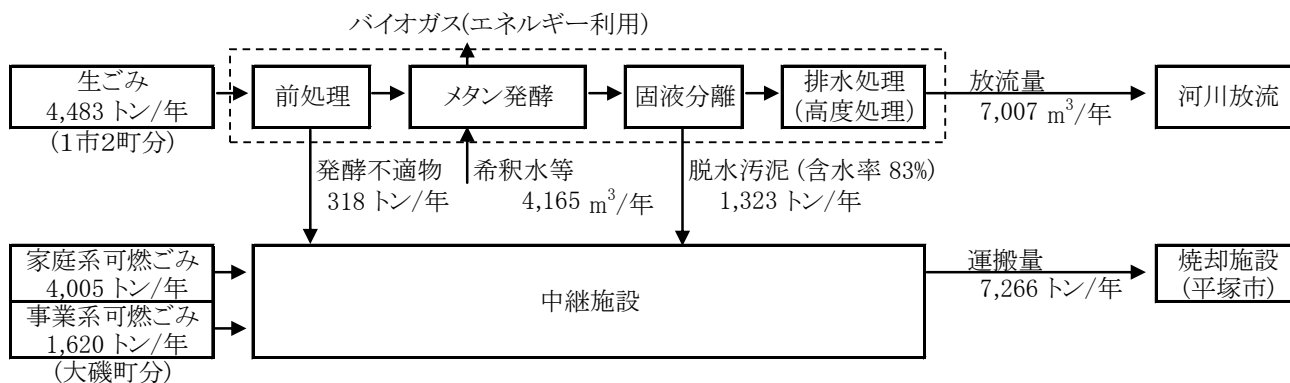 バイオガス(エネルギー利用)
生ごみ
4,483 トン/年
(1市2町分)
前処理
メタン発酵
固液分離
排水処理
(高度処理)
放流量
7,007 m³/年
河川放流
発酵不適物
318 トン/年
希釈水等
4,165 m³/年
脱水汚泥 (含水率 83%)
1,323 トン/年
家庭系可燃ごみ
4,005 トン/年
事業系可燃ごみ
1,620 トン/年
(大磯町分)
中継施設
運搬量
7,266 トン/年
焼却施設
(平塚市)